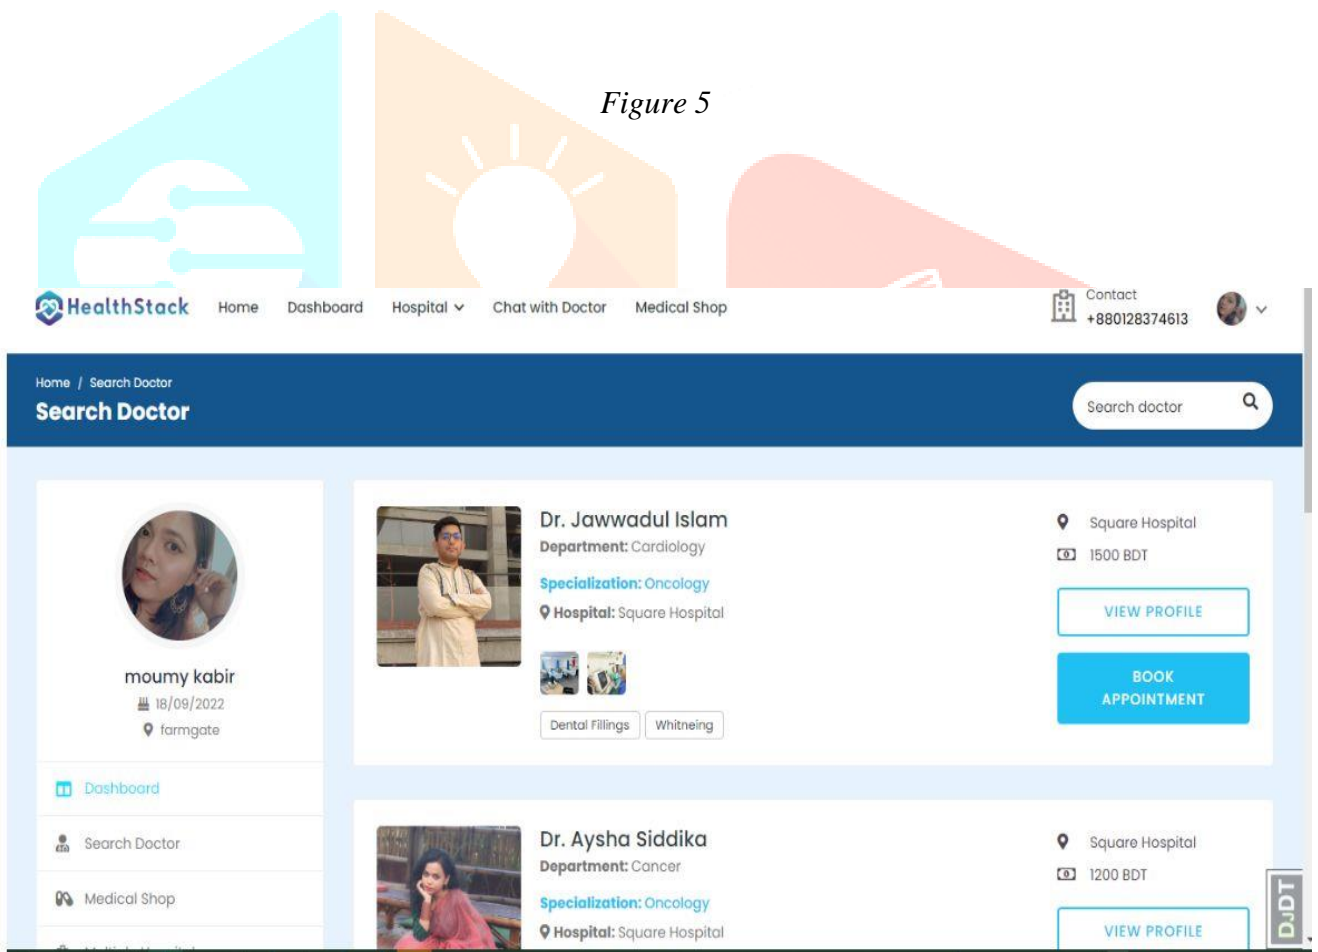 Figure 5
HealthStack Home Dashboard Hospital Chat with Doctor Medical Shop
Contact
+880128374613
Home / Search Doctor
Search Doctor
Search doctor
moumy kabir
18/09/2022
farmgate
Dashboard
Search Doctor
Medical Shop
Dr. Jawwadul Islam
Department: Cardiology
Specialization: Oncology
Hospital: Square Hospital
Dental Fillings Whitneing
Square Hospital
1500 BDT
VIEW PROFILE
BOOK
APPOINTMENT
Dr. Aysha Siddika
Department: Cancer
Specialization: Oncology
Hospital: Square Hospital
Square Hospital
1200 BDT
VIEW PROFILE
DJDT